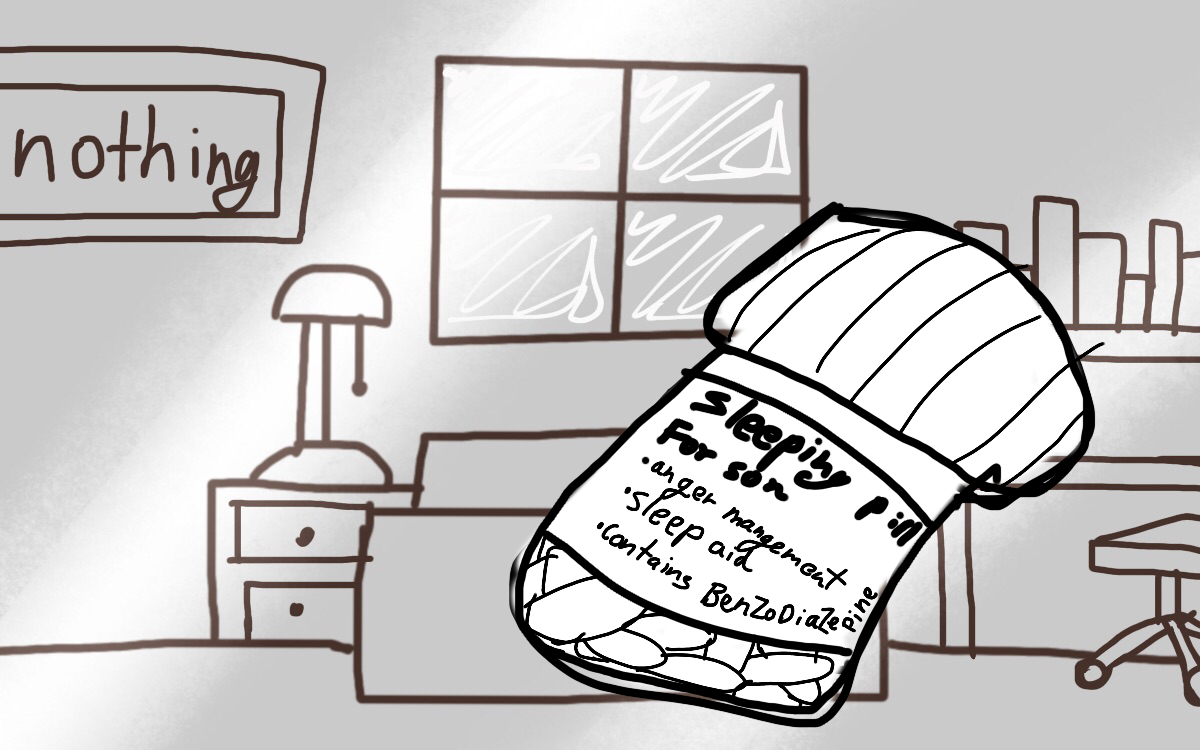 nothing
sleeping pill
For son
•anger mangement
•sleep aid
•contains BenZoDiaZePine